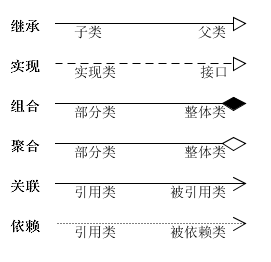 继承
子类 父类
实现
实现类 接口
组合
部分类 整体类
聚合
部分类 整体类
关联
引用类 被引用类
依赖
引用类 被依赖类